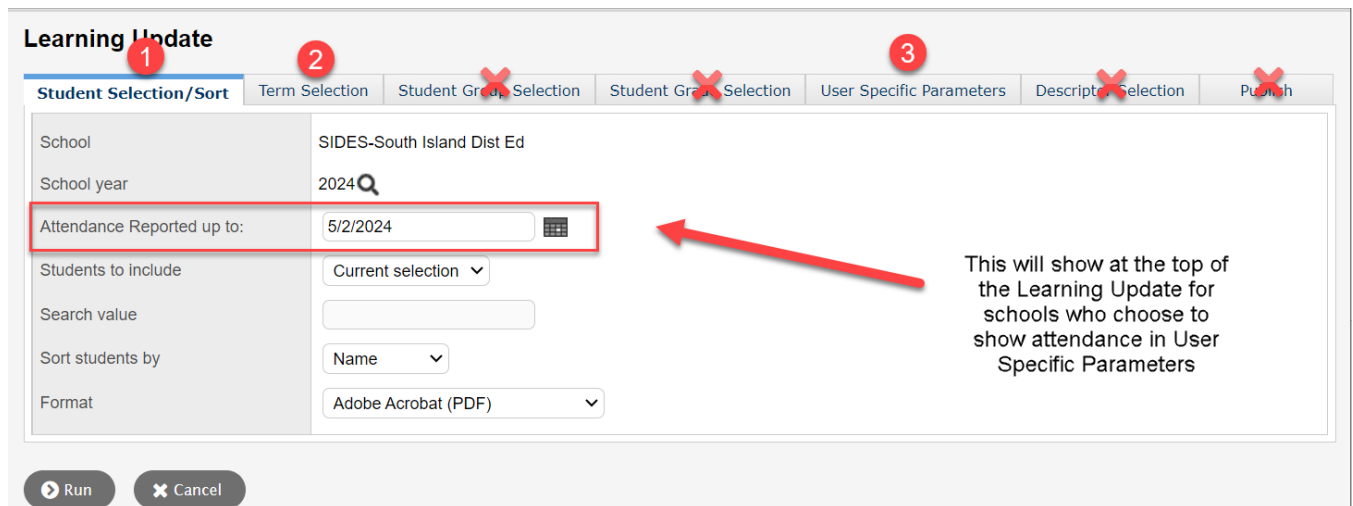 Learning Update
1
2
3
Student Selection/Sort Term Selection Student Group Selection Student Grade Selection User Specific Parameters Descriptor Selection Publish
School SIDES-South Island Dist Ed
School year 2024
Attendance Reported up to: 5/2/2024
Students to include Current selection
Search value
Sort students by Name
Format Adobe Acrobat (PDF)
This will show at the top of
the Learning Update for
schools who choose to
show attendance in User
Specific Parameters
Run Cancel